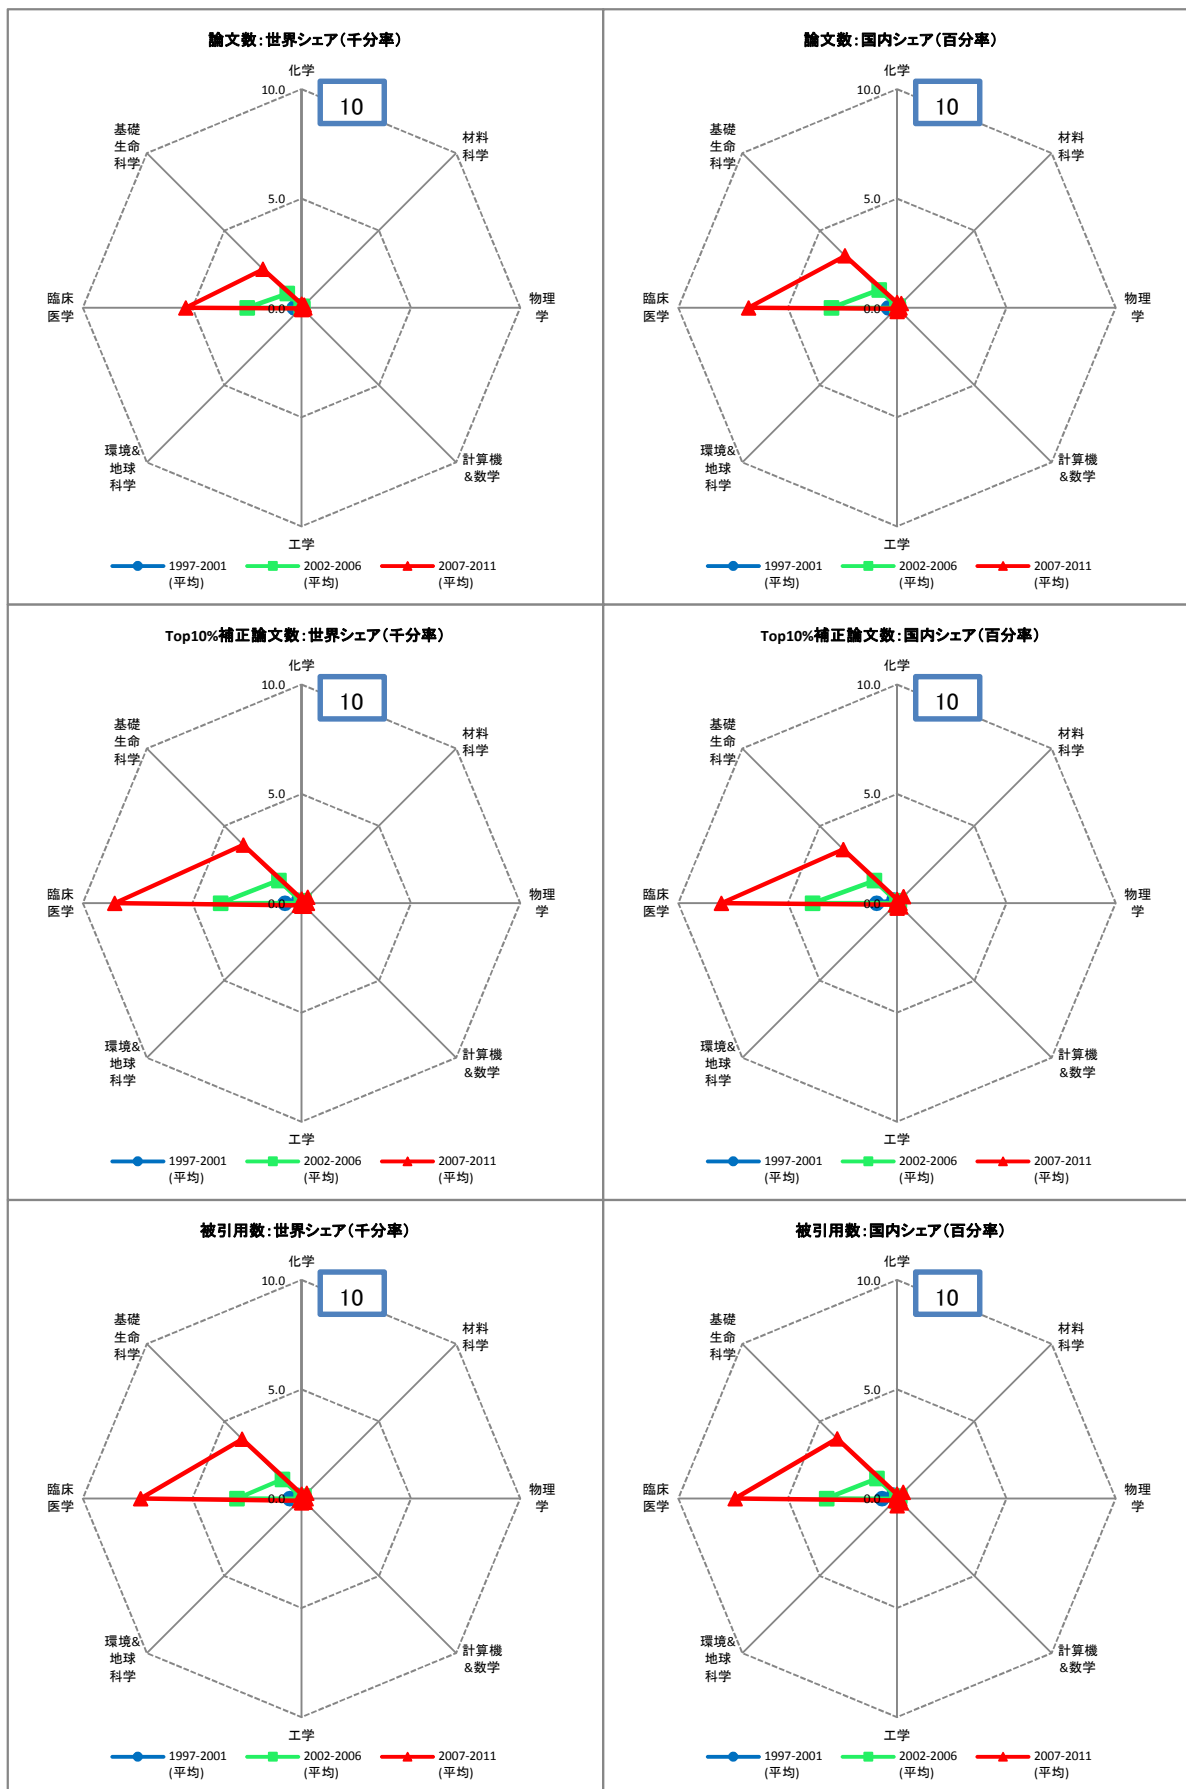 論文数:世界シェア(千分率)
化学
10.0
10
基礎
生命
科学
材料
科学
5.0
臨床
医学
0.0
物理
学
環境&
地球
科学
計算機
&数学
工学
1997-2001
(平均)
2002-2006
(平均)
2007-2011
(平均)
論文数:国内シェア(百分率)
化学
10.0
10
基礎
生命
科学
材料
科学
5.0
臨床
医学
0.0
物理
学
環境&
地球
科学
計算機
&数学
工学
1997-2001
(平均)
2002-2006
(平均)
2007-2011
(平均)
Top10%補正論文数:世界シェア(千分率)
化学
10.0
10
基礎
生命
科学
材料
科学
5.0
臨床
医学
0.0
物理
学
環境&
地球
科学
計算機
&数学
工学
1997-2001
(平均)
2002-2006
(平均)
2007-2011
(平均)
Top10%補正論文数:国内シェア(百分率)
化学
10.0
10
基礎
生命
科学
材料
科学
5.0
臨床
医学
0.0
物理
学
環境&
地球
科学
計算機
&数学
工学
1997-2001
(平均)
2002-2006
(平均)
2007-2011
(平均)
被引用数:世界シェア(千分率)
化学
10.0
10
基礎
生命
科学
材料
科学
5.0
臨床
医学
0.0
物理
学
環境&
地球
科学
計算機
&数学
工学
1997-2001
(平均)
2002-2006
(平均)
2007-2011
(平均)
被引用数:国内シェア(百分率)
化学
10.0
10
基礎
生命
科学
材料
科学
5.0
臨床
医学
0.0
物理
学
環境&
地球
科学
計算機
&数学
工学
1997-2001
(平均)
2002-2006
(平均)
2007-2011
(平均)